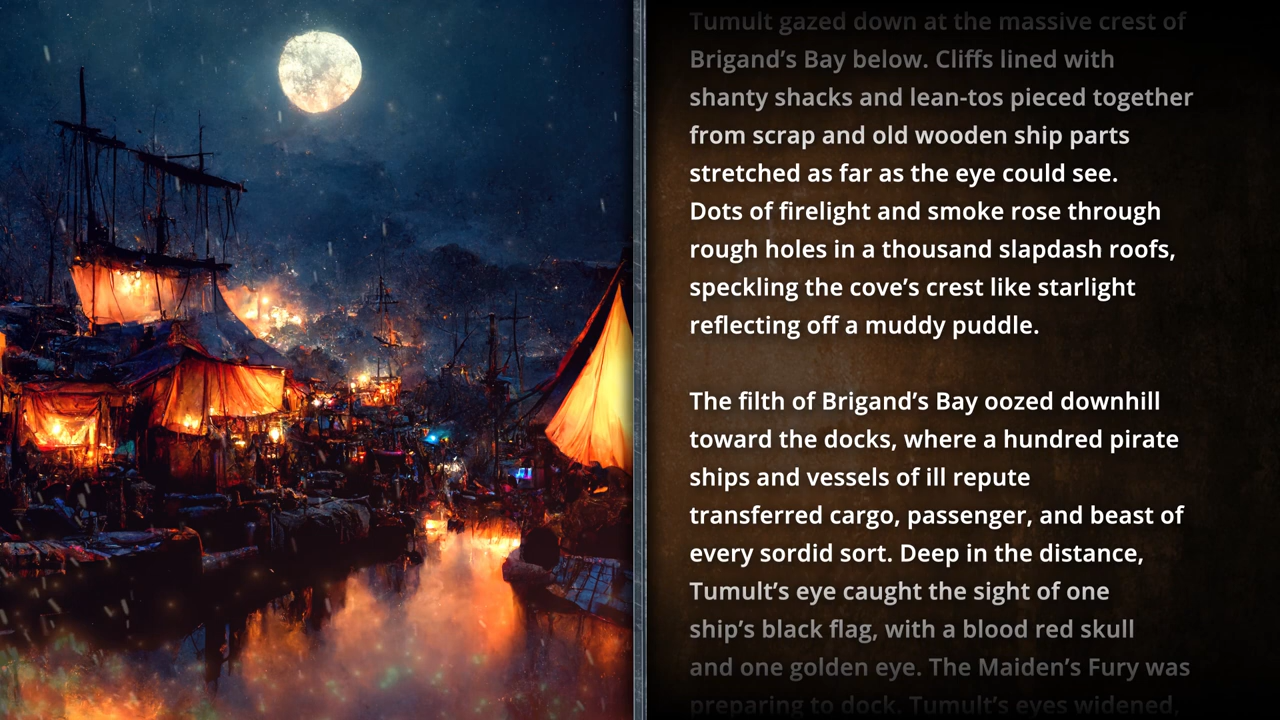 Tumult gazed down at the massive crest of
Brigand’s Bay below. Cliffs lined with
shanty shacks and lean-tos pieced together
from scrap and old wooden ship parts
stretched as far as the eye could see.
Dots of firelight and smoke rose through
rough holes in a thousand slapdash roofs,
speckling the cove’s crest like starlight
reflecting off a muddy puddle.
The filth of Brigand’s Bay oozed downhill
toward the docks, where a hundred pirate
ships and vessels of ill repute
transferred cargo, passenger, and beast of
every sordid sort. Deep in the distance,
Tumult’s eye caught the sight of one
ship’s black flag, with a blood red skull
and one golden eye. The Maiden’s Fury was
preparing to dock. Tumult’s eyes widened,